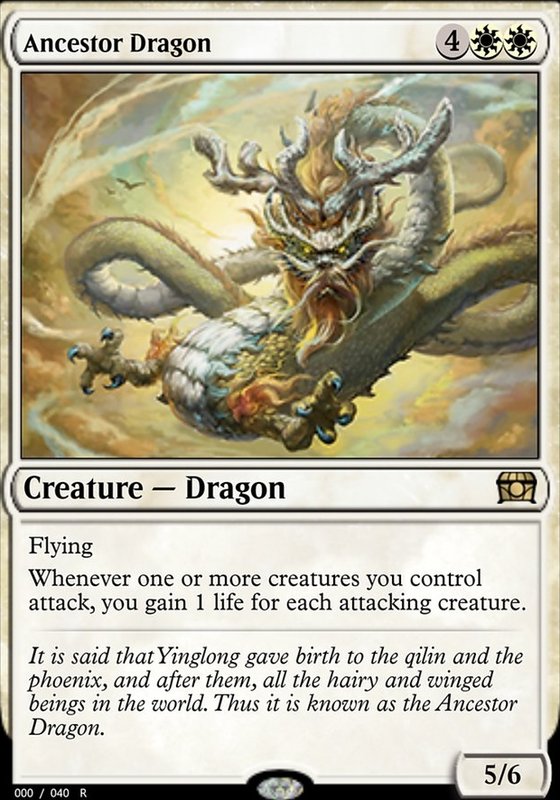 Ancestor Dragon 4
Creature — Dragon
Flying
Whenever one or more creatures you control
attack, you gain 1 life for each attacking creature.
It is said that Yinglong gave birth to the qilin and the
phoenix, and after them, all the hairy and winged
beings in the world. Thus it is known as the Ancestor
Dragon.
5/6
000 / 040 R